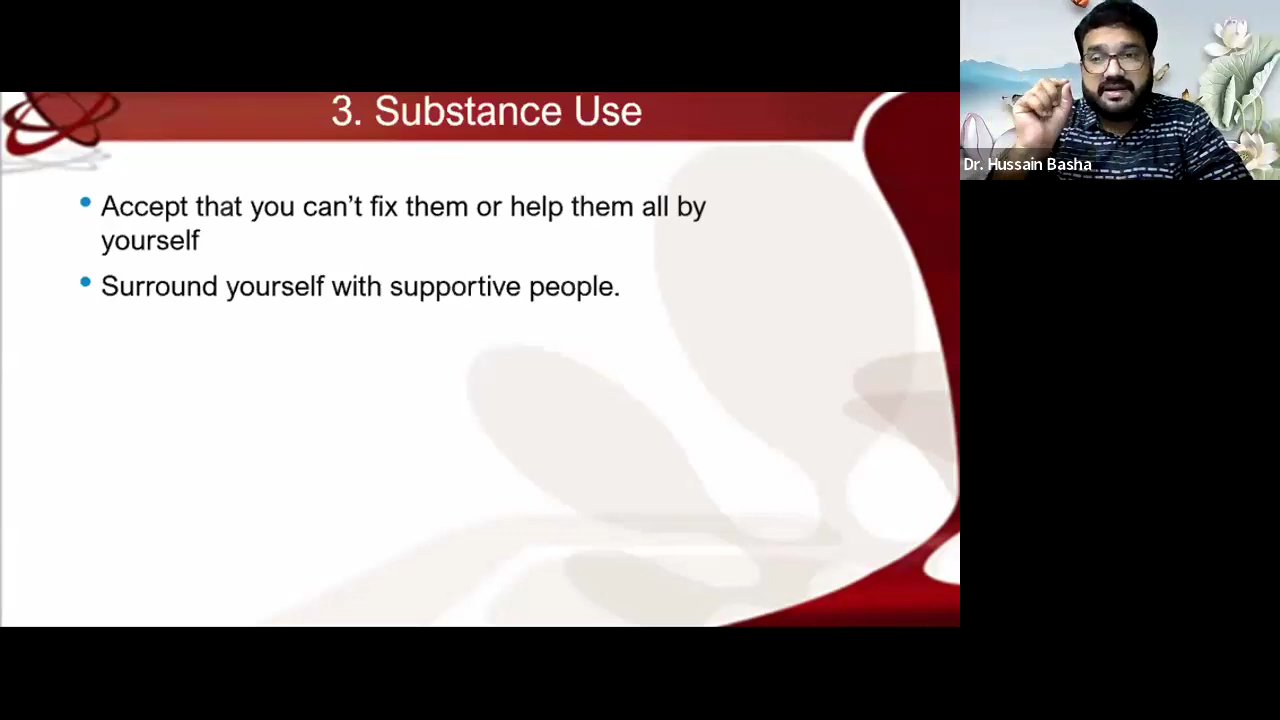 3. Substance Use
• Accept that you can’t fix them or help them all by
yourself
• Surround yourself with supportive people.
Dr. Hussain Basha